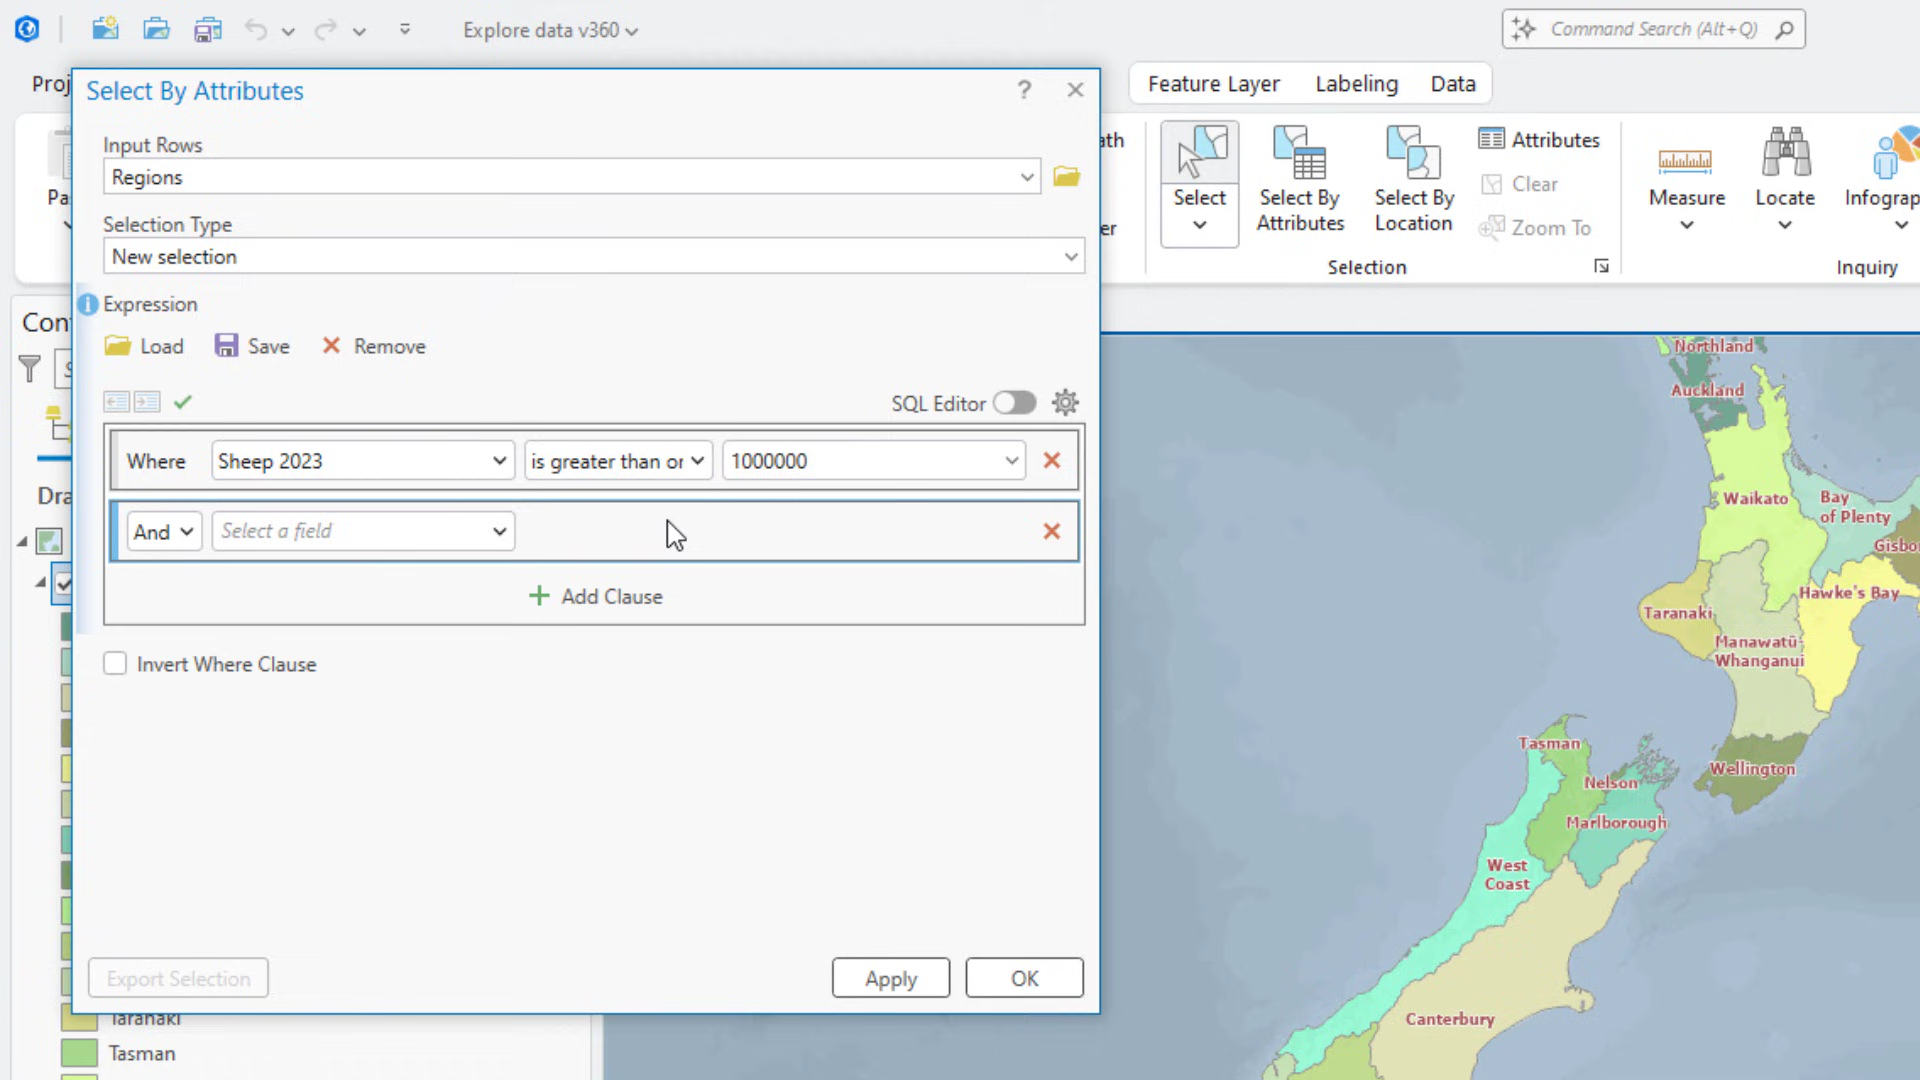 Explore data v360
Command Search (Alt+Q)
Proj
Feature Layer
Labeling
Data
Select By Attributes
?
Input Rows
Regions
Selection Type
New selection
Expression
Load
Save
Remove
SQL Editor
Where
Sheep 2023
is greater than or
1000000
And
Select a field
Add Clause
Invert Where Clause
Export Selection
Apply
OK
Pas
ath
er
Select
Select By
Attributes
Select By
Location
Attributes
Clear
Zoom To
Selection
Measure
Locate
Infograp
Inquiry
Con
S
Dra
Taranaki
Tasman
Northland
Auckland
Waikato
Bay
of Plenty
Gisbo
Hawke's Bay
Taranaki
Manawatū-
Whanganui
Wellington
Tasman
Nelson
Marlborough
West
Coast
Canterbury